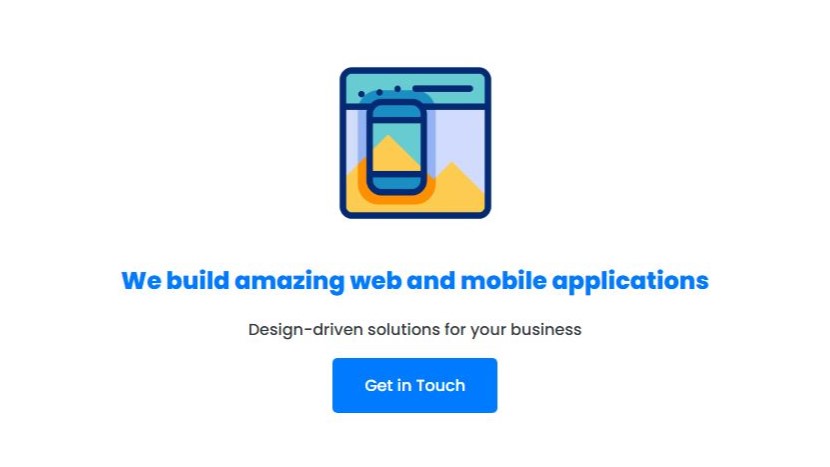 We build amazing web and mobile applications
Design-driven solutions for your business
Get in Touch